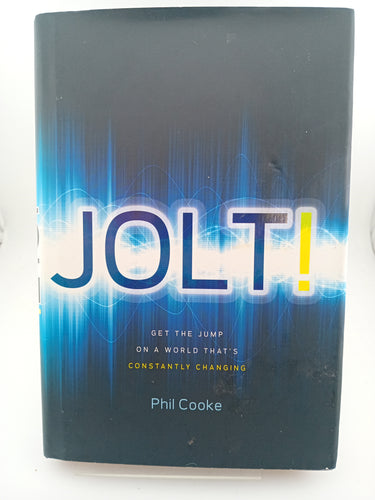 JOLT!
GET THE JUMP
ON A WORLD THAT'S
CONSTANTLY CHANGING
Phil Cooke